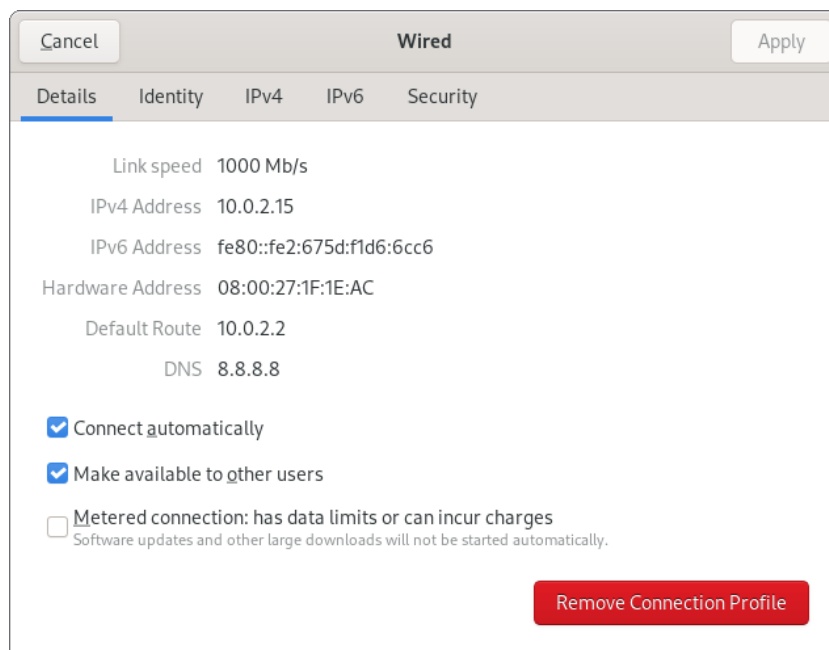 Cancel Wired Apply
Details Identity IPv4 IPv6 Security
Link speed 1000 Mb/s
IPv4 Address 10.0.2.15
IPv6 Address fe80::fe2:675d:f1d6:6cc6
Hardware Address 08:00:27:1F:1E:AC
Default Route 10.0.2.2
DNS 8.8.8.8
Connect automatically
Make available to other users
Metered connection: has data limits or can incur charges
Software updates and other large downloads will not be started automatically.
Remove Connection Profile